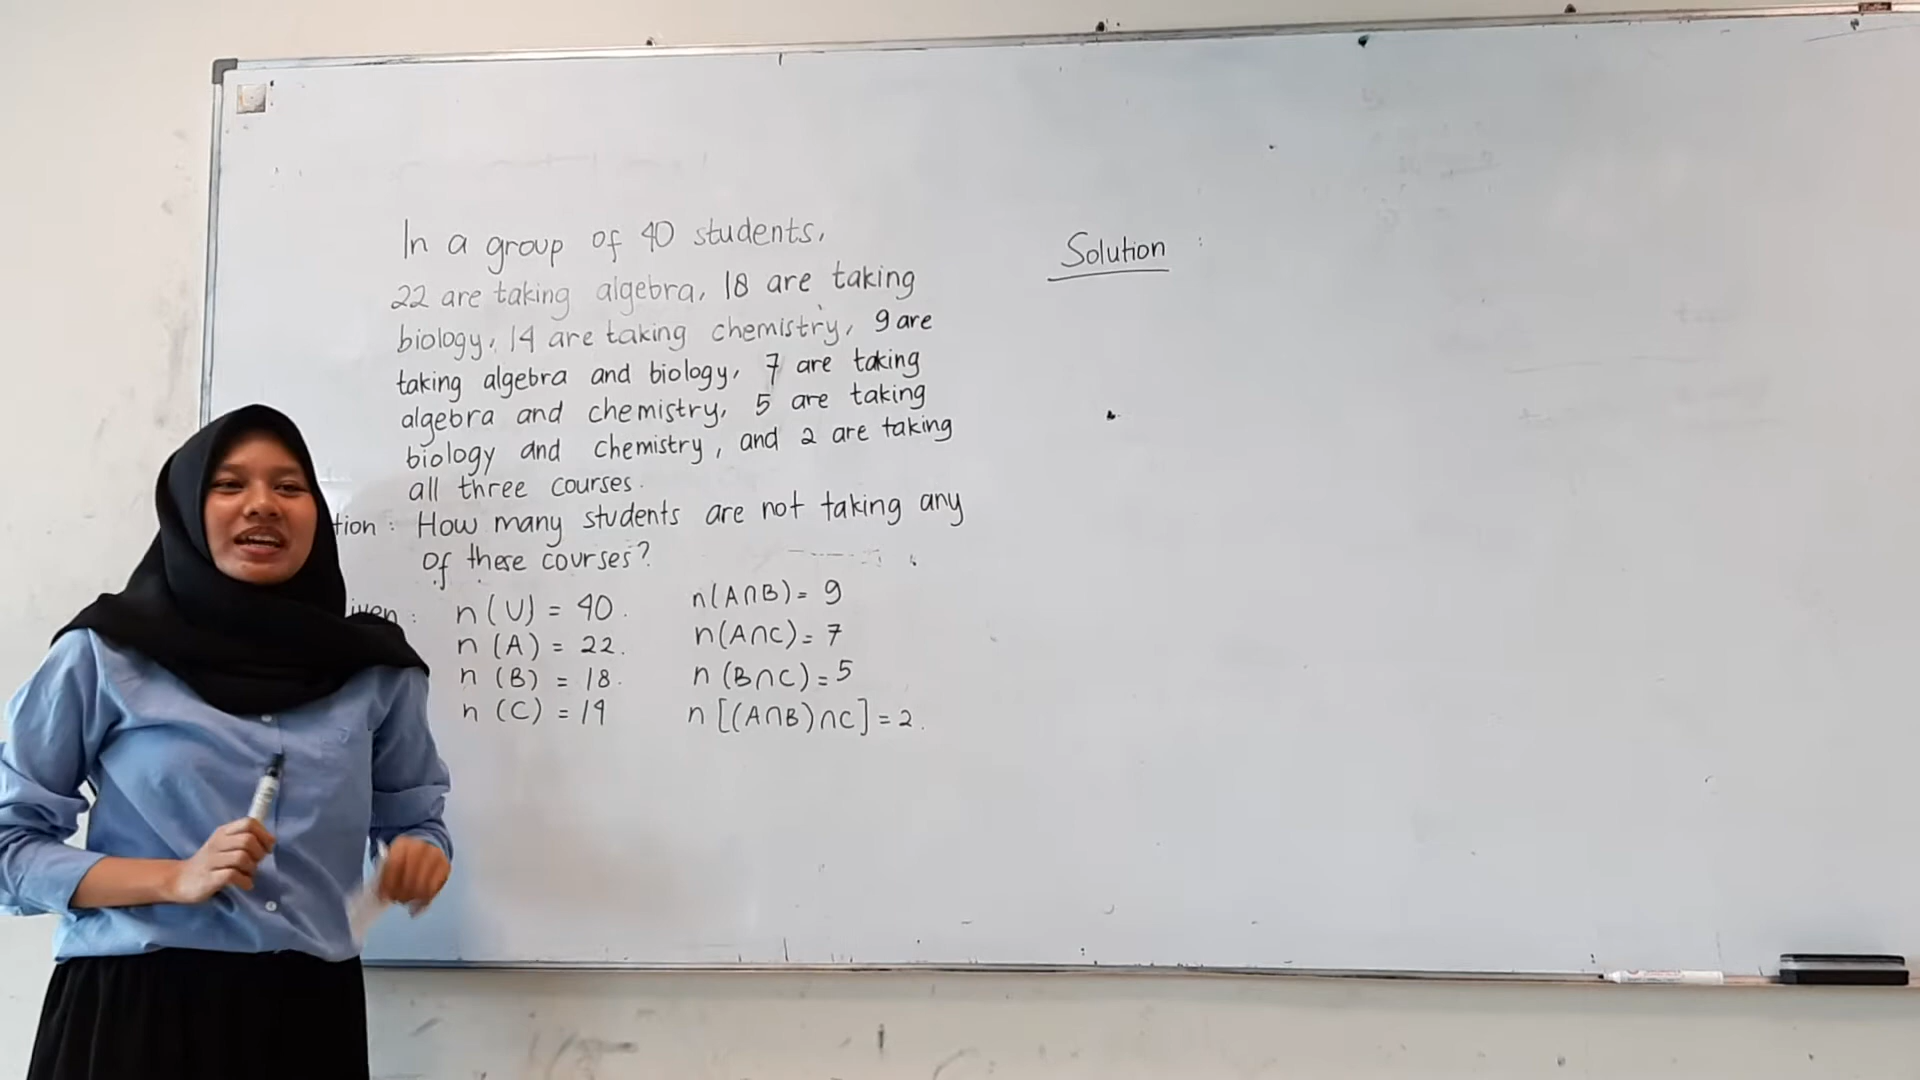 In a group of 40 students,
22 are taking algebra, 18 are taking
biology, 14 are taking chemistry, 9 are
taking algebra and biology, 7 are taking
algebra and chemistry, 5 are taking
biology and chemistry, and 2 are taking
all three courses.
tion : How many students are not taking any
of these courses?
iven : n(U) = 40.
n (A) = 22.
n (B) = 18.
n (C) = 14
n(A∩B) = 9
n(A∩C) = 7
n (B∩C) = 5
n [(A∩B)∩C] = 2.
Solution :